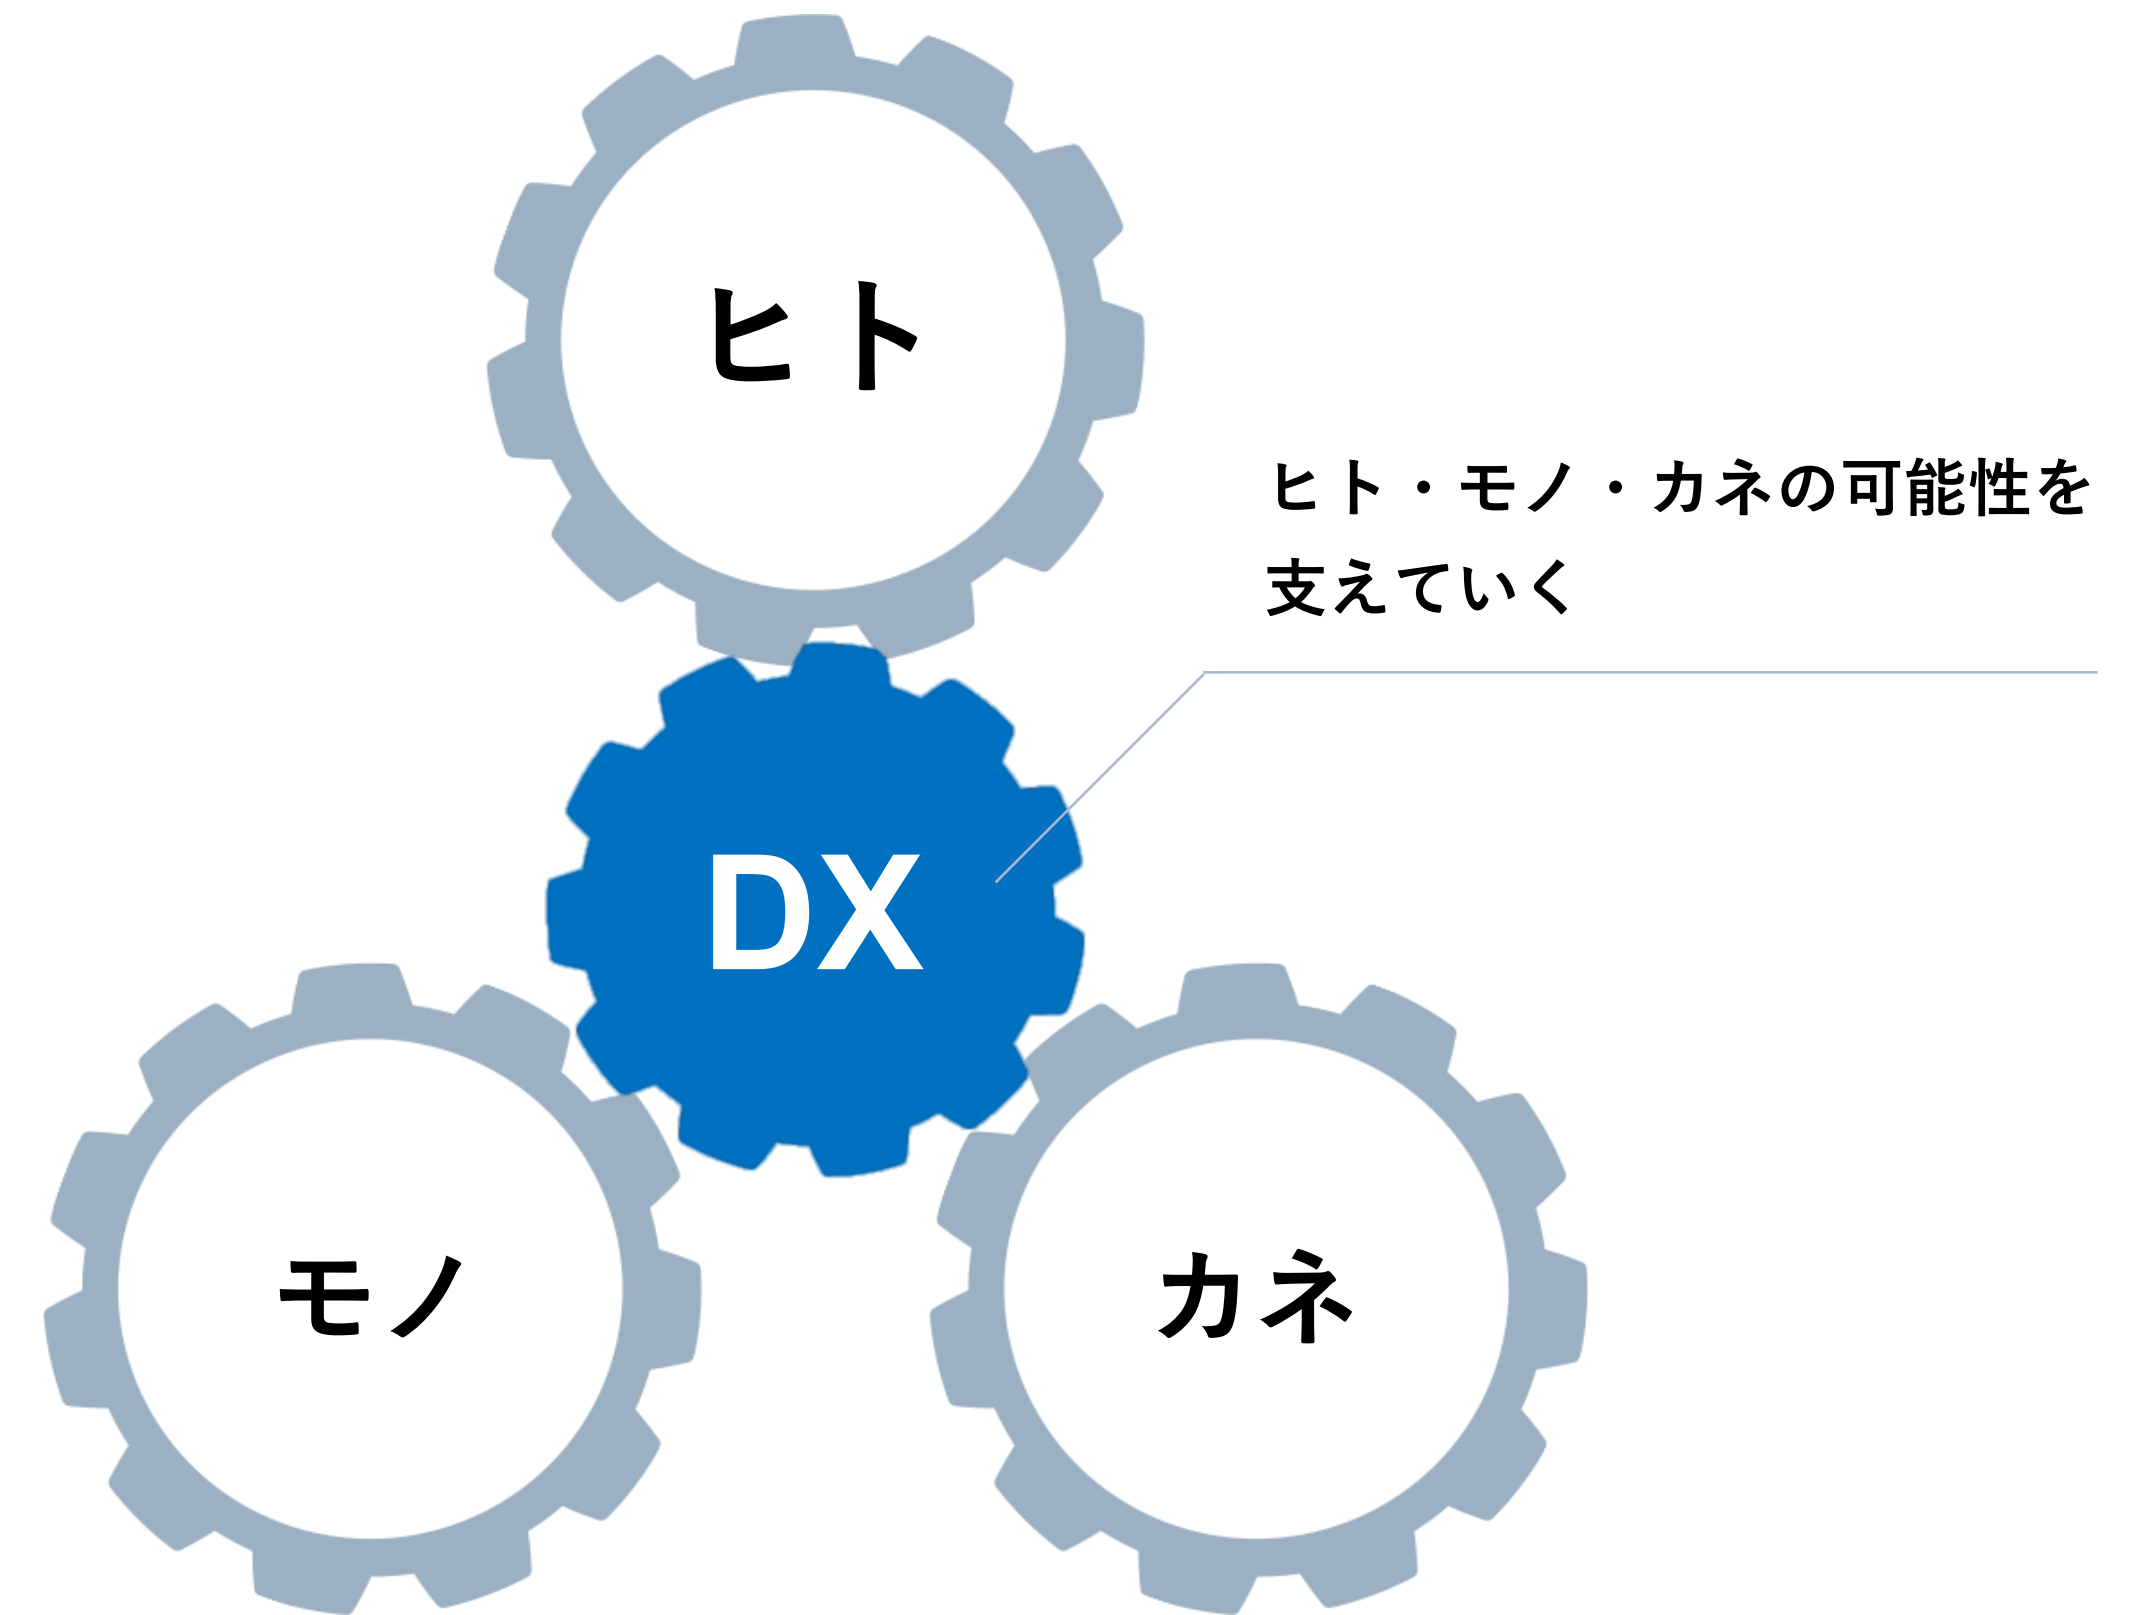 ヒト
ヒト・モノ・カネの可能性を
支えていく
DX
モノ
カネ